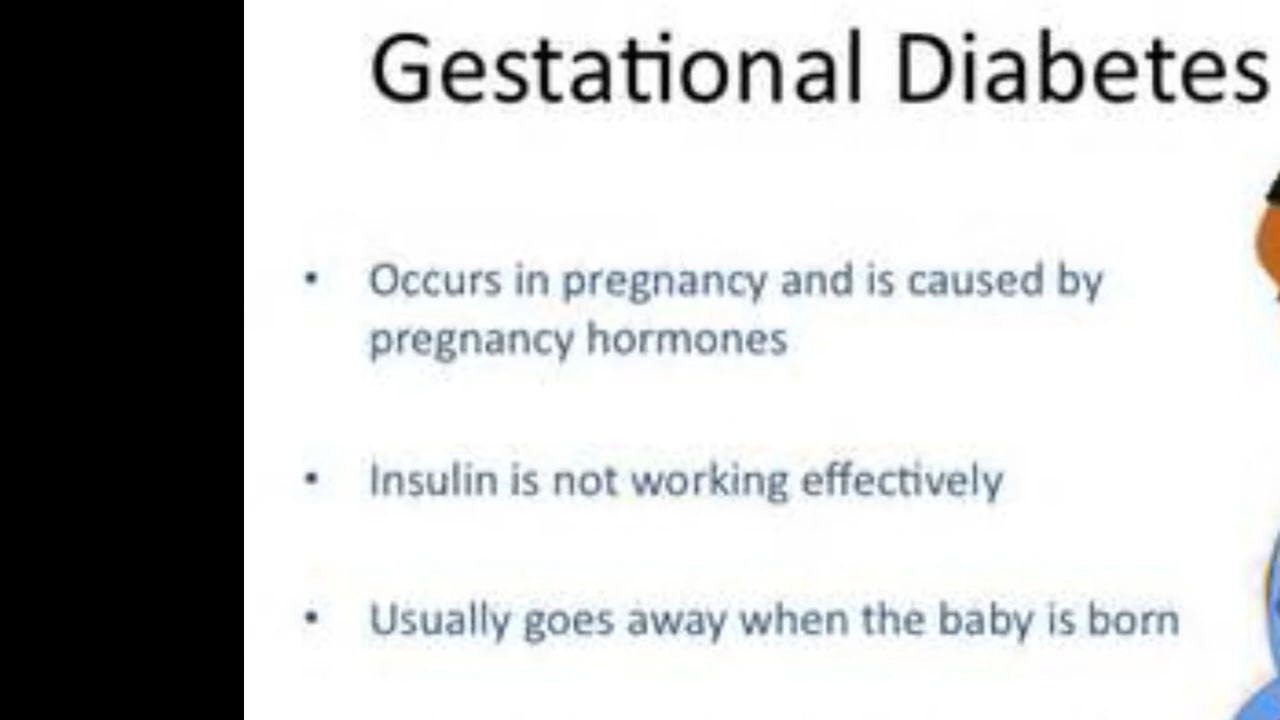 Gestational Diabetes
• Occurs in pregnancy and is caused by
pregnancy hormones
• Insulin is not working effectively
• Usually goes away when the baby is born